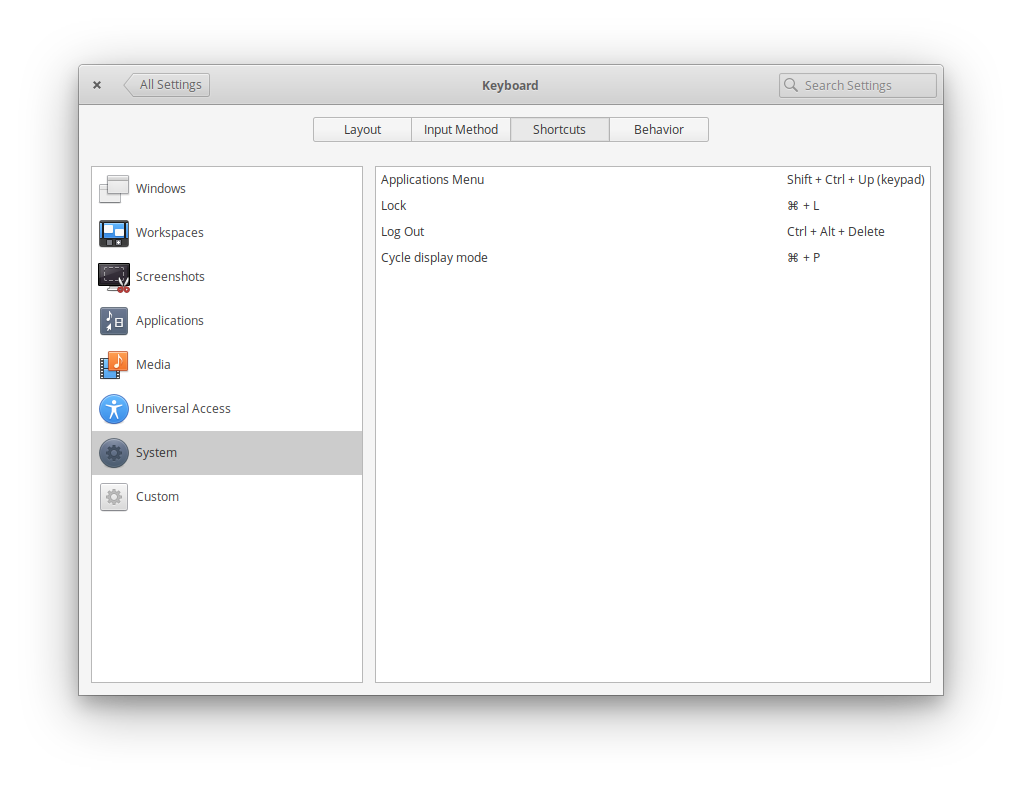 All Settings
Keyboard
Search Settings
Layout
Input Method
Shortcuts
Behavior
Windows
Workspaces
Screenshots
Applications
Media
Universal Access
System
Custom
Applications Menu Shift + Ctrl + Up (keypad)
Lock ⌘ + L
Log Out Ctrl + Alt + Delete
Cycle display mode ⌘ + P